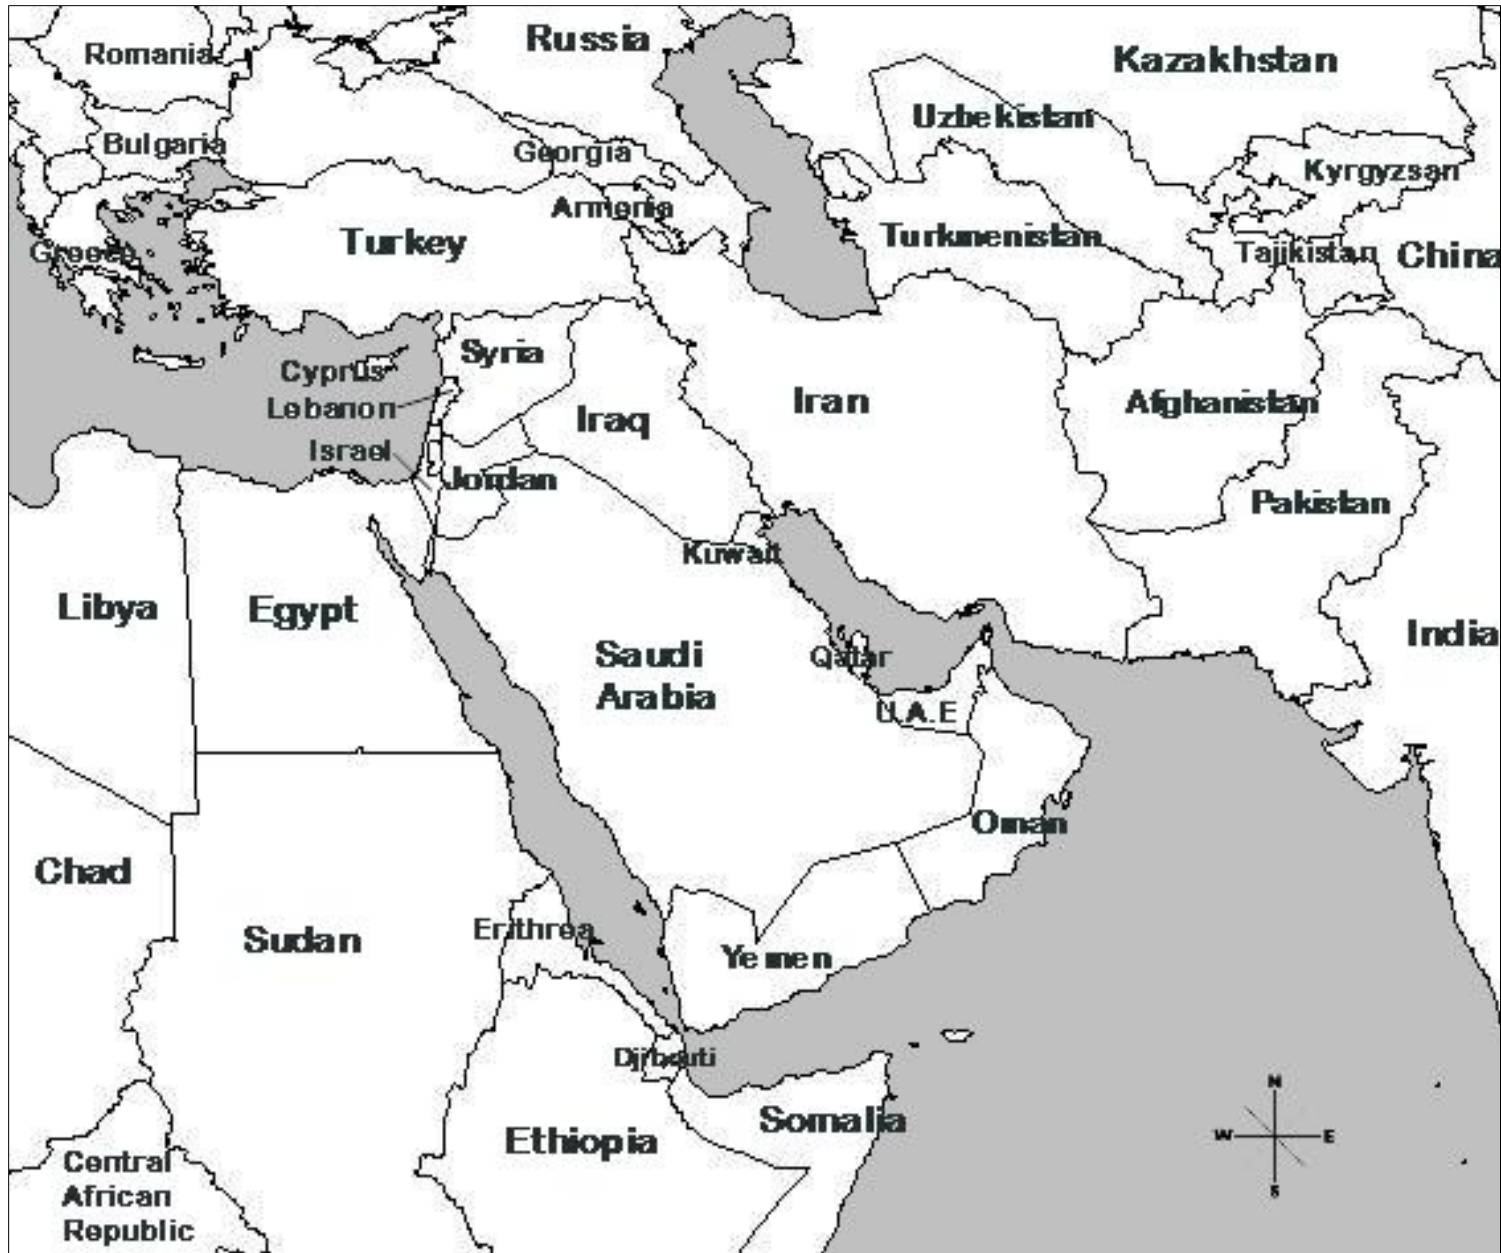 Russia
Romania
Kazakhstan
Uzbekistan
Bulgaria
Georgia
Kyrgyzsan
Armenia
Turkey
Turkmenistan
Greece
Tajikistan
China
Syria
Cyprus
Iran
Afghanistan
Lebanon
Iraq
Israel
Jordan
Pakistan
Kuwait
Libya
Egypt
India
Saudi
Arabia
Qatar
U.A.E
Oman
Chad
Sudan
Erithrea
Yemen
Djibouti
N
Somalia
W
E
Ethiopia
S
Central
African
Republic